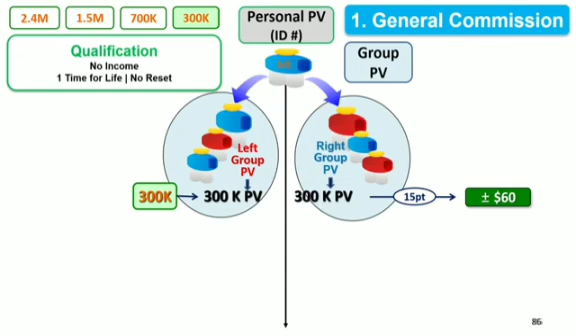 2.4M 1.5M 700K 300K
Qualification
No Income
1 Time for Life | No Reset
Personal PV
(ID #)
1. General Commission
Group
PV
Left
Group
PV
Right
Group
PV
300K
300 K PV
300 K PV
15pt
± $60
86